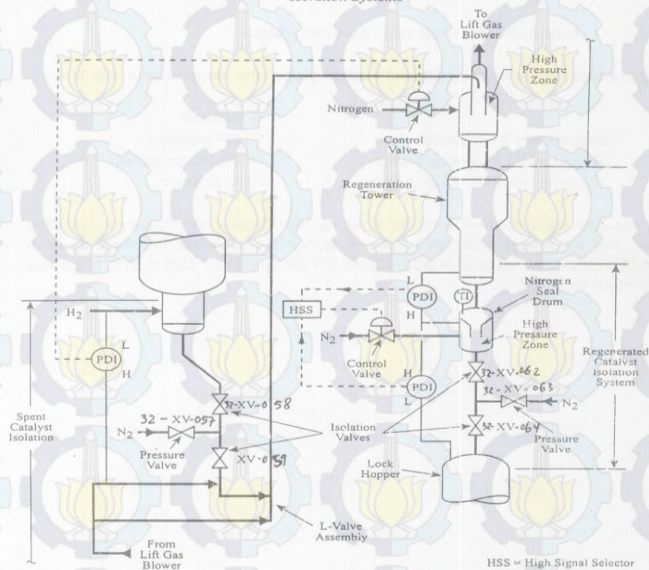 Isolation Systems
To
Lift Gas
Blower
High
Pressure
Zone
Nitrogen
Control
Valve
Regeneration
Tower
Nitrogen
Seal
Drum
L
PDI
H
TI
HSS
N2
Control
Valve
High
Pressure
Zone
H
PDI
L
32-XV-062
32-XV-063
N2
Pressure
Valve
32-XV-064
Regenerated
Catalyst
Isolation
System
Lock
Hopper
Isolation
Valves
H2
L
PDI
H
Spent
Catalyst
Isolation
32-XV-058
32-XV-057
N2
Pressure
Valve
XV-059
L-Valve
Assembly
From
Lift Gas
Blower
HSS = High Signal Selector